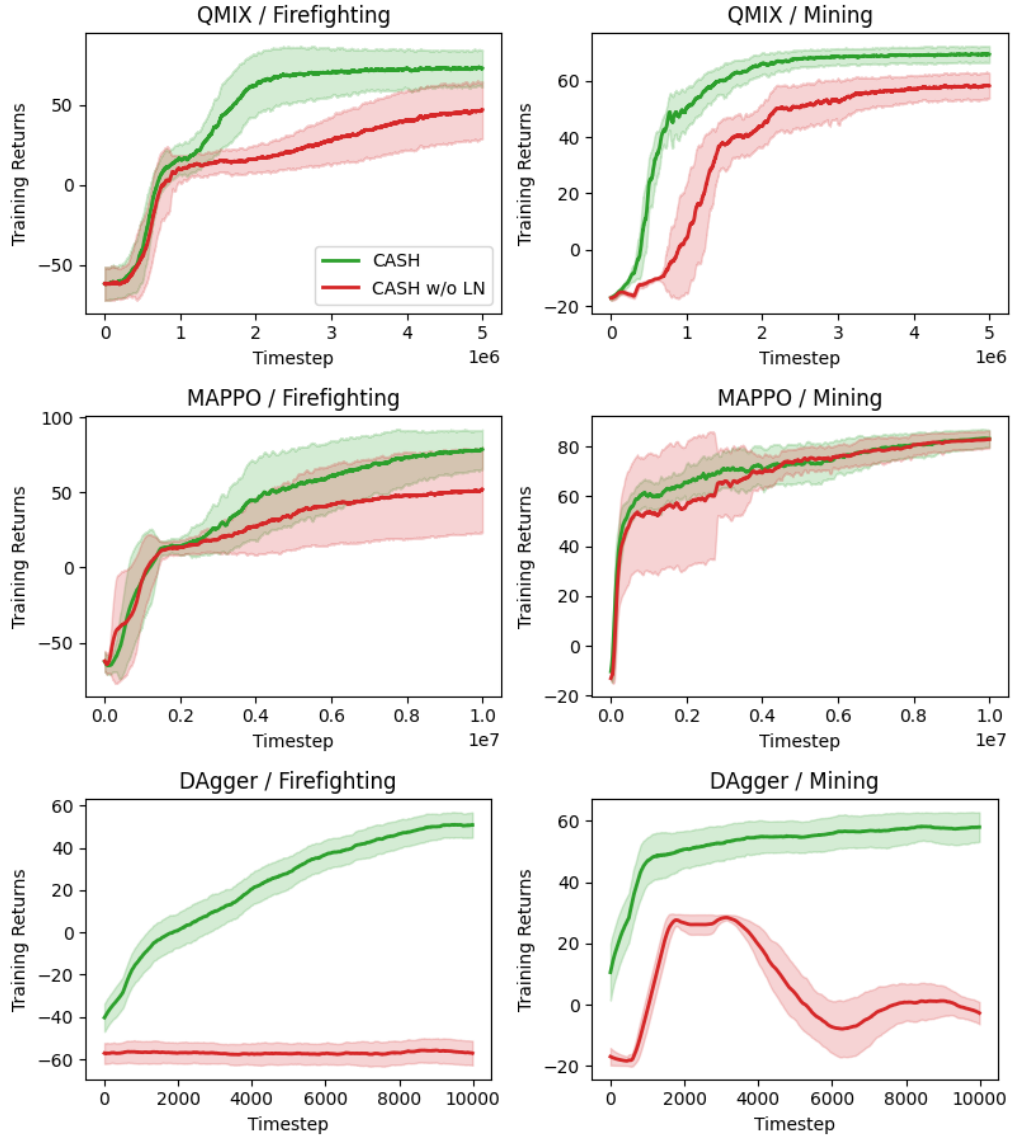 QMIX / Firefighting
Training Returns
50
0
−50
CASH
CASH w/o LN
0 1 2 3 4 5
Timestep
1e6
QMIX / Mining
Training Returns
60
40
20
0
−20
0 1 2 3 4 5
Timestep
1e6
MAPPO / Firefighting
Training Returns
100
50
0
−50
0.0 0.2 0.4 0.6 0.8 1.0
Timestep
1e7
MAPPO / Mining
Training Returns
80
60
40
20
0
−20
0.0 0.2 0.4 0.6 0.8 1.0
Timestep
1e7
DAgger / Firefighting
Training Returns
60
40
20
0
−20
−40
−60
0 2000 4000 6000 8000 10000
Timestep
DAgger / Mining
Training Returns
60
40
20
0
−20
0 2000 4000 6000 8000 10000
Timestep